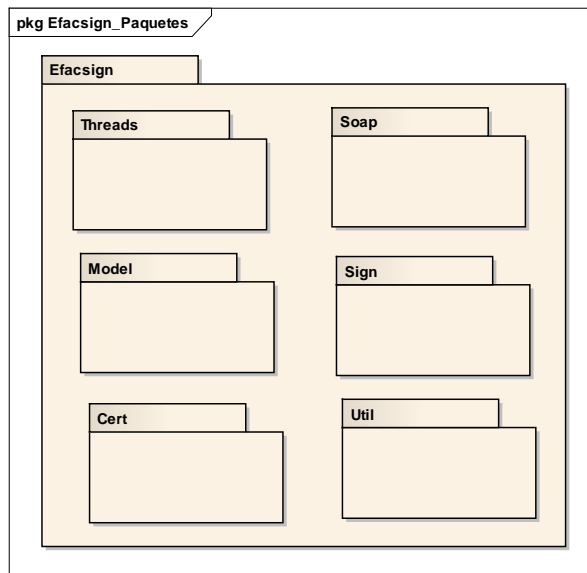 pkg Efacsign_Paquetes
Efacsign
Threads
Soap
Model
Sign
Cert
Util